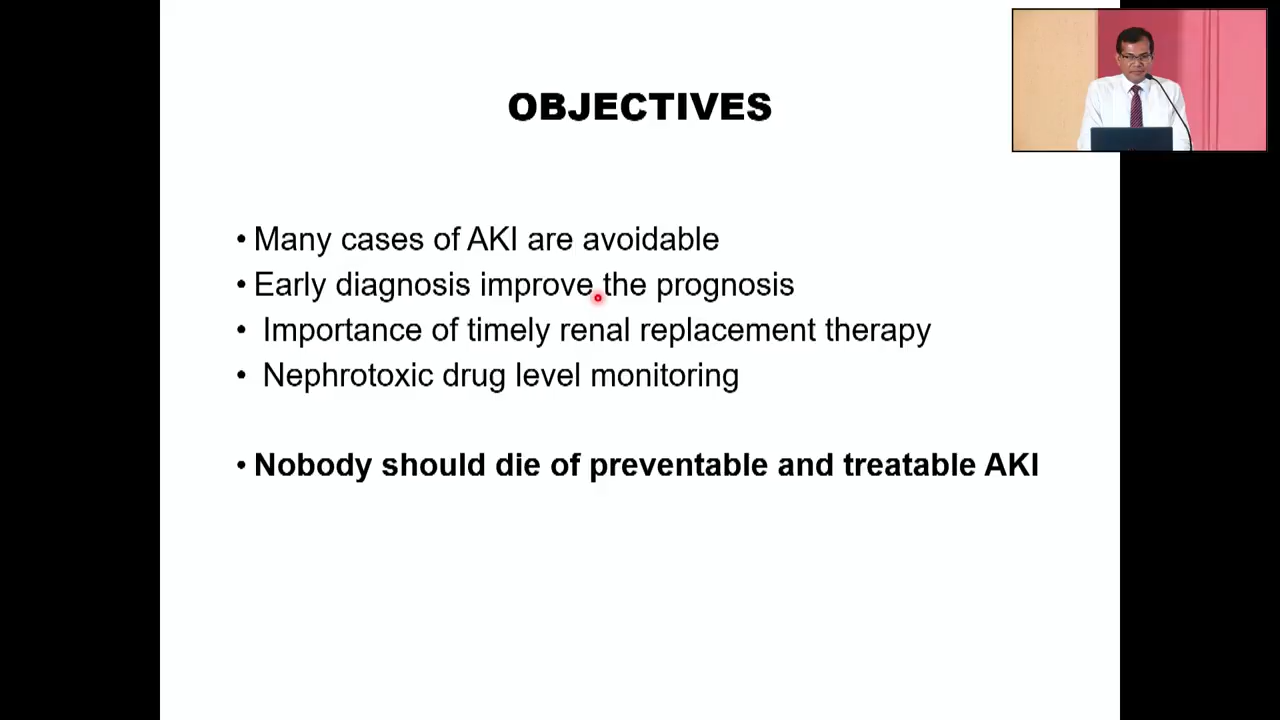 OBJECTIVES
• Many cases of AKI are avoidable
• Early diagnosis improve the prognosis
• Importance of timely renal replacement therapy
• Nephrotoxic drug level monitoring
• Nobody should die of preventable and treatable AKI